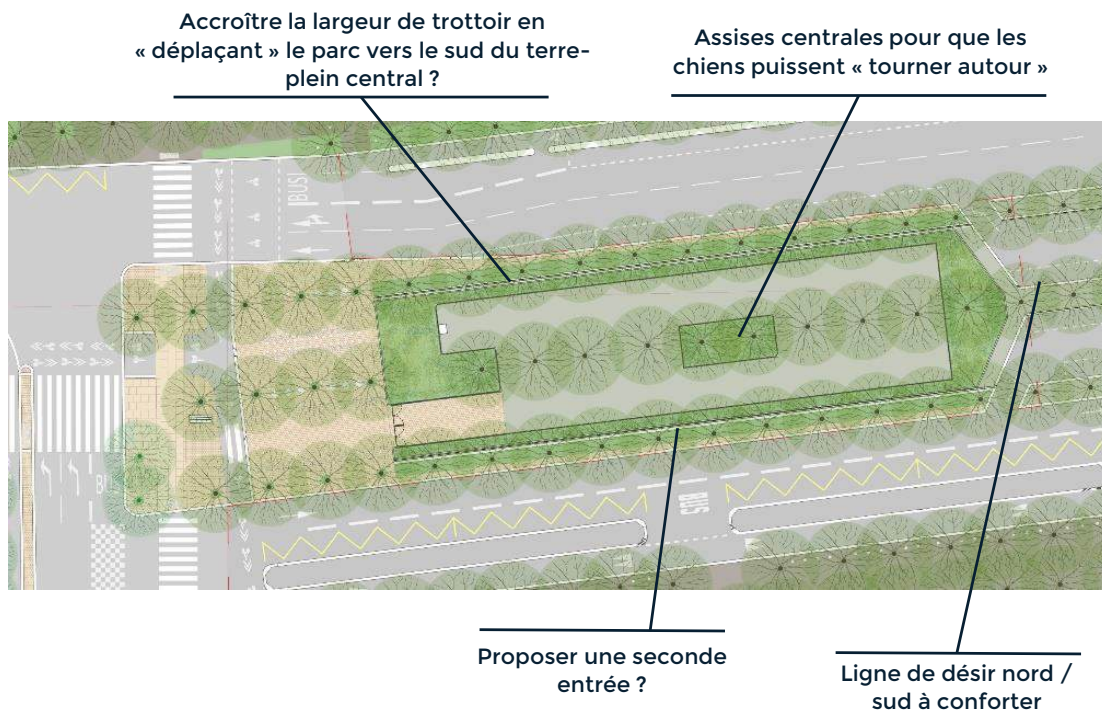 Accroître la largeur de trottoir en
« déplaçant » le parc vers le sud du terre-
plein central ?
Assises centrales pour que les
chiens puissent « tourner autour »
BUS
BUS
Proposer une seconde
entrée ?
Ligne de désir nord /
sud à conforter